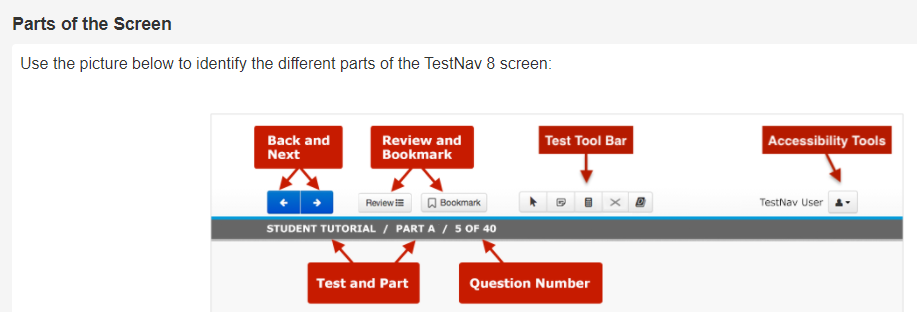 Parts of the Screen
Use the picture below to identify the different parts of the TestNav 8 screen:
Back and
Next
Review and
Bookmark
Test Tool Bar
Accessibility Tools
Review
Bookmark
TestNav User
STUDENT TUTORIAL / PART A / 5 OF 40
Test and Part
Question Number